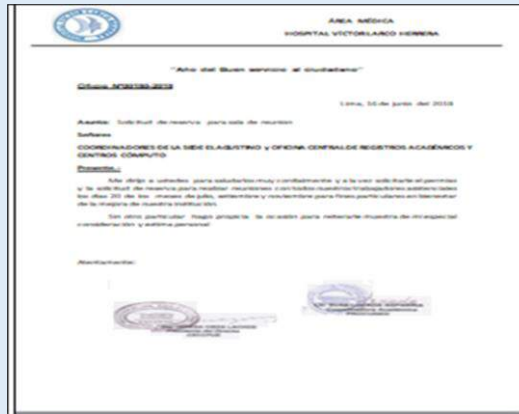 ÁREA MÉDICA
HOSPITAL VÍCTOR LARCO HERRERA
"Año del Buen servicio al ciudadano"
Oficio
Lima, 16 de junio del 2018
Asunto: Solicitud de reserva para sala de reunión
Señores
COORDINADORES DE LA SEDE EL AGUSTINO y OFICINA CENTRAL DE REGISTROS ACADÉMICOS Y
CENTROS CÓMPUTO
Presente.-
Me dirijo a ustedes para saludarlos muy cordialmente y a la vez solicitarle el permiso
y la solicitud de reserva para realizar reuniones con todos nuestros trabajadores asistenciales
los días 20 de los meses de julio, setiembre y noviembre para fines particulares en bienestar
de la mejora de nuestra institución.
Sin otro particular hago propicia la ocasión para reiterarle muestra de mi especial
consideración y estima personal
Atentamente: